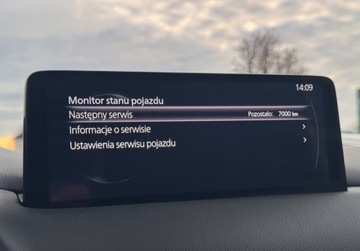 14:09
Monitor stanu pojazdu
Następny serwis Pozostało: 7000 km
Informacje o serwisie
Ustawienia serwisu pojazdu